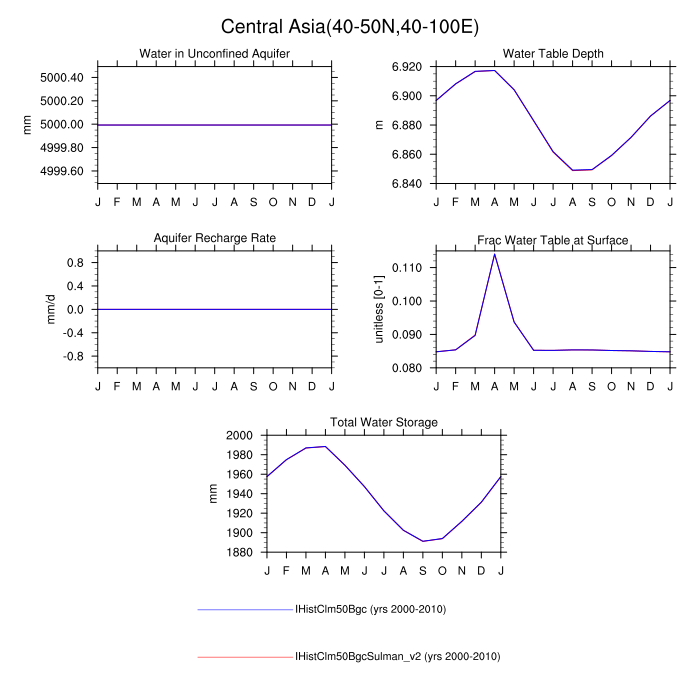 Central Asia(40-50N,40-100E)
Water in Unconfined Aquifer
Water Table Depth
5000.40
5000.20
5000.00
4999.80
4999.60
mm
J F M A M J J A S O N D J
6.920
6.900
6.880
6.860
6.840
m
J F M A M J J A S O N D J
Aquifer Recharge Rate
Frac Water Table at Surface
0.8
0.4
0.0
-0.4
-0.8
mm/d
J F M A M J J A S O N D J
0.110
0.100
0.090
0.080
unitless [0-1]
J F M A M J J A S O N D J
Total Water Storage
2000
1980
1960
1940
1920
1900
1880
mm
J F M A M J J A S O N D J
IHistClm50Bgc (yrs 2000-2010)
IHistClm50BgcSulman_v2 (yrs 2000-2010)